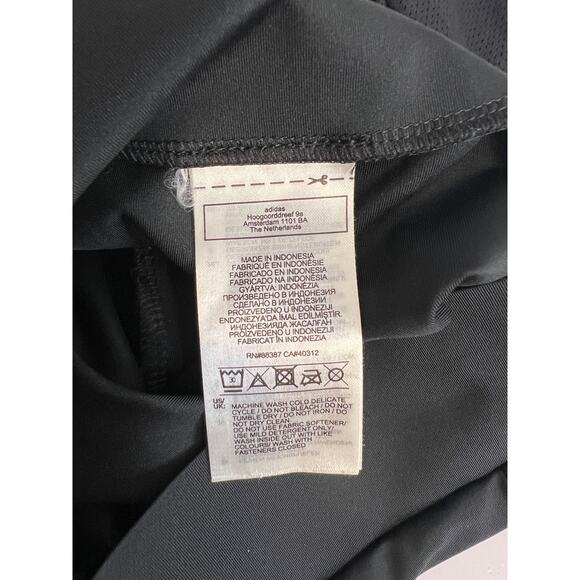 adidas
Hoogoorddreef 9a
Amsterdam 1101 BA
The Netherlands
MADE IN INDONESIA
FABRIQUÉ EN INDONÉSIE
FABRICADO EN INDONESIA
FABRICADO NA INDONÉSIA
GYÁRTVA: INDONÉZIA
ПРОИЗВЕДЕНО В ИНДОНЕЗИИ
СДЕЛАНО В ИНДОНЕЗИИ
PROIZVEDENO U INDONEZIJI
ENDONEZYA'DA İMAL EDİLMİŞTİR.
ИНДОНЕЗИЯДА ЖАСАЛҒАН
PROIZVEDENO U INDONEZIJI
FABRICAT ÎN INDONEZIA
RN#88387 CA#40312
30
US/ UK: MACHINE WASH COLD DELICATE
CYCLE / DO NOT BLEACH / DO NOT
TUMBLE DRY / DO NOT IRON / DO
NOT DRY CLEAN
DO NOT USE FABRIC SOFTENER/
USE MILD DETERGENT ONLY/
WASH INSIDE OUT WITH LIKE
COLOURS/ WASH WITH
FASTENERS CLOSED